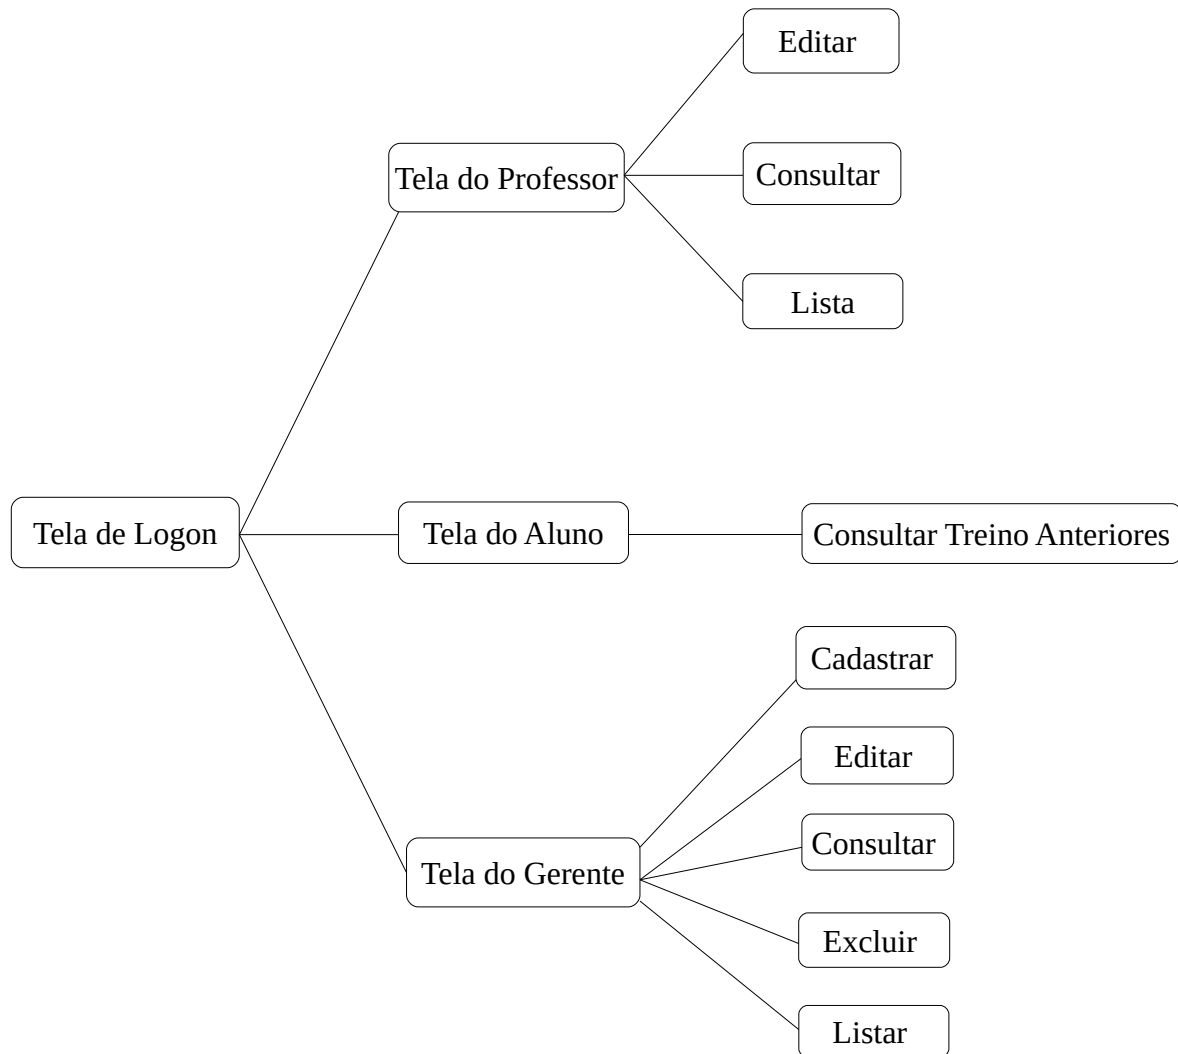 Editar
Tela do Professor
Consultar
Lista
Tela de Logon
Tela do Aluno
Consultar Treino Anteriores
Cadastrar
Editar
Consultar
Tela do Gerente
Excluir
Listar